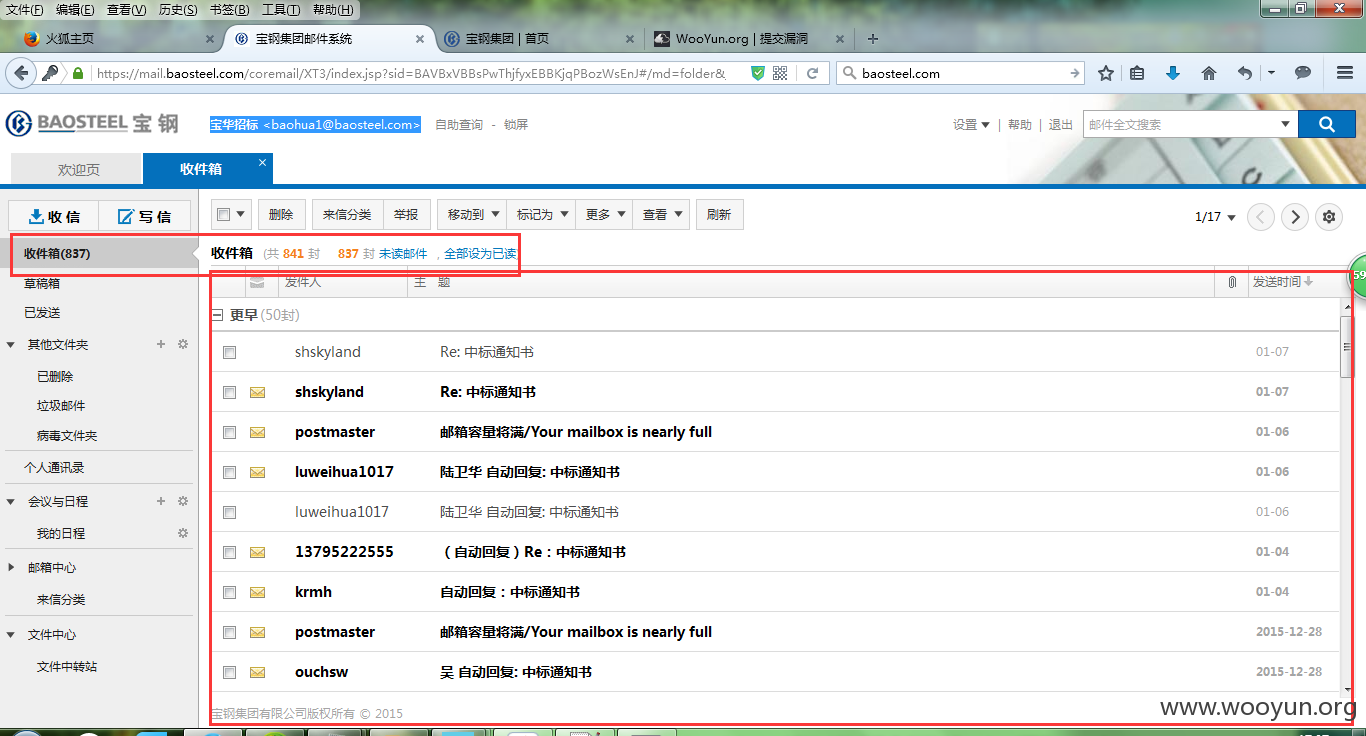 文件(F) 编辑(E) 查看(V) 历史(S) 书签(B) 工具(T) 帮助(H)
火狐主页 宝钢集团邮件系统 宝钢集团 | 首页 WooYun.org | 提交漏洞
https://mail.baosteel.com/coremail/XT3/index.jsp?sid=BAVBxVBBsPwThjfyxEBBKjqPBozWsEnJ#/md=folder& baosteel.com
BAOSTEEL 宝钢 宝华招标 <baohua1@baosteel.com> 自助查询 - 锁屏 设置 | 帮助 | 退出 邮件全文搜索
欢迎页 收件箱
收信 写信 删除 来信分类 举报 移动到 标记为 更多 查看 刷新 1/17
收件箱(837) 收件箱 (共 841 封 837 封 未读邮件 , 全部设为已读
草稿箱 发件人 主 题 发送时间
59
已发送 更早 (50封)
其他文件夹
shskyland Re: 中标通知书 01-07
已删除
shskyland Re: 中标通知书 01-07
垃圾邮件
病毒文件夹 postmaster 邮箱容量将满/Your mailbox is nearly full 01-06
个人通讯录 luweihua1017 陆卫华 自动回复: 中标通知书 01-06
会议与日程 luweihua1017 陆卫华 自动回复: 中标通知书 01-06
我的日程
13795222555 （自动回复）Re：中标通知书 01-04
邮箱中心
来信分类 krmh 自动回复：中标通知书 01-04
文件中心 postmaster 邮箱容量将满/Your mailbox is nearly full 2015-12-28
文件中转站 ouchsw 吴 自动回复: 中标通知书 2015-12-28
宝钢集团有限公司版权所有 © 2015
www.wooyun.org